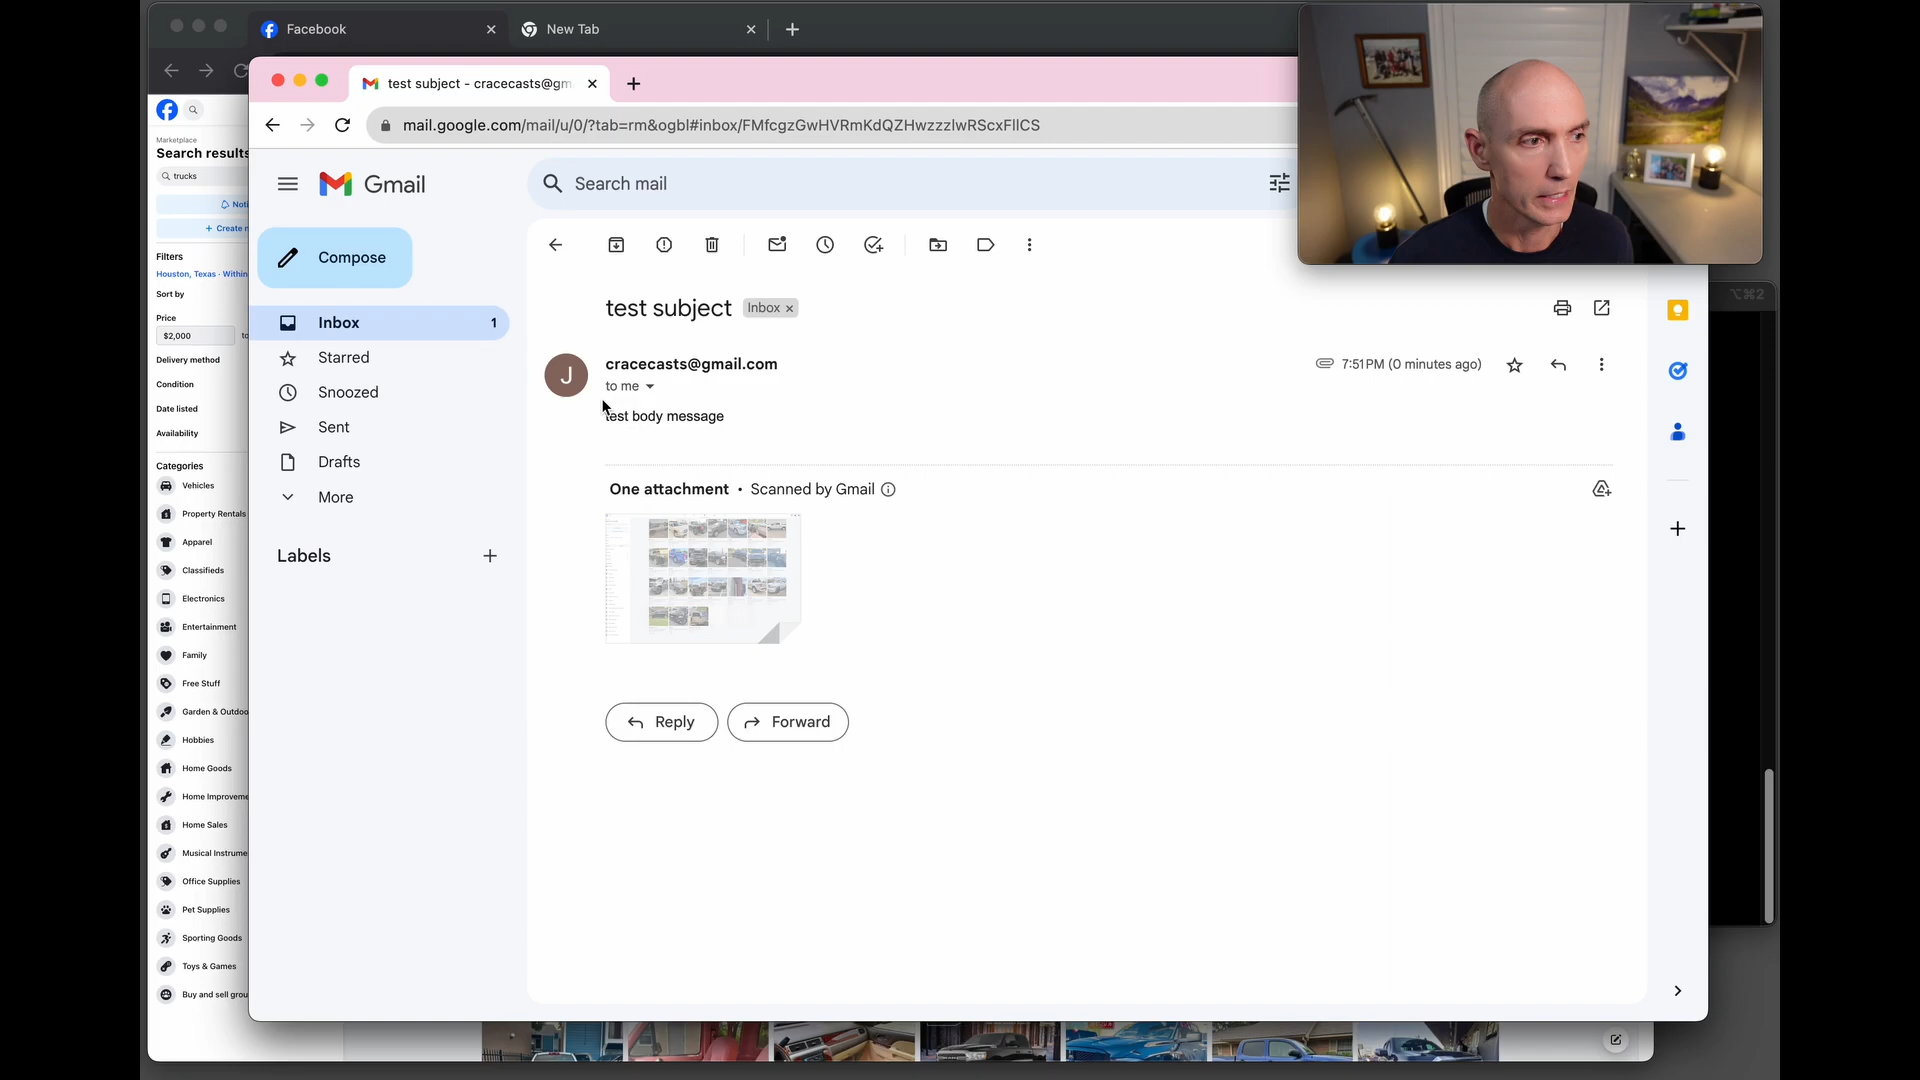 Facebook
New Tab
test subject - cracecasts@gm
mail.google.com/mail/u/0/?tab=rm&ogbl#inbox/FMfcgzGwHVRmKdQZHwzzzlwRScxFllCS
Marketplace
Search results
trucks
Noti
+ Create n
Filters
Houston, Texas · Within
Sort by
Price
$2,000
to
Delivery method
Condition
Date listed
Availability
Categories
Vehicles
Property Rentals
Apparel
Classifieds
Electronics
Entertainment
Family
Free Stuff
Garden & Outdoo
Hobbies
Home Goods
Home Improveme
Home Sales
Musical Instrume
Office Supplies
Pet Supplies
Sporting Goods
Toys & Games
Buy and sell grou
Gmail
Search mail
Compose
Inbox 1
Starred
Snoozed
Sent
Drafts
More
Labels
test subject Inbox ×
J
cracecasts@gmail.com
7:51 PM (0 minutes ago)
to me
test body message
One attachment • Scanned by Gmail
Reply
Forward
⌥⌘2